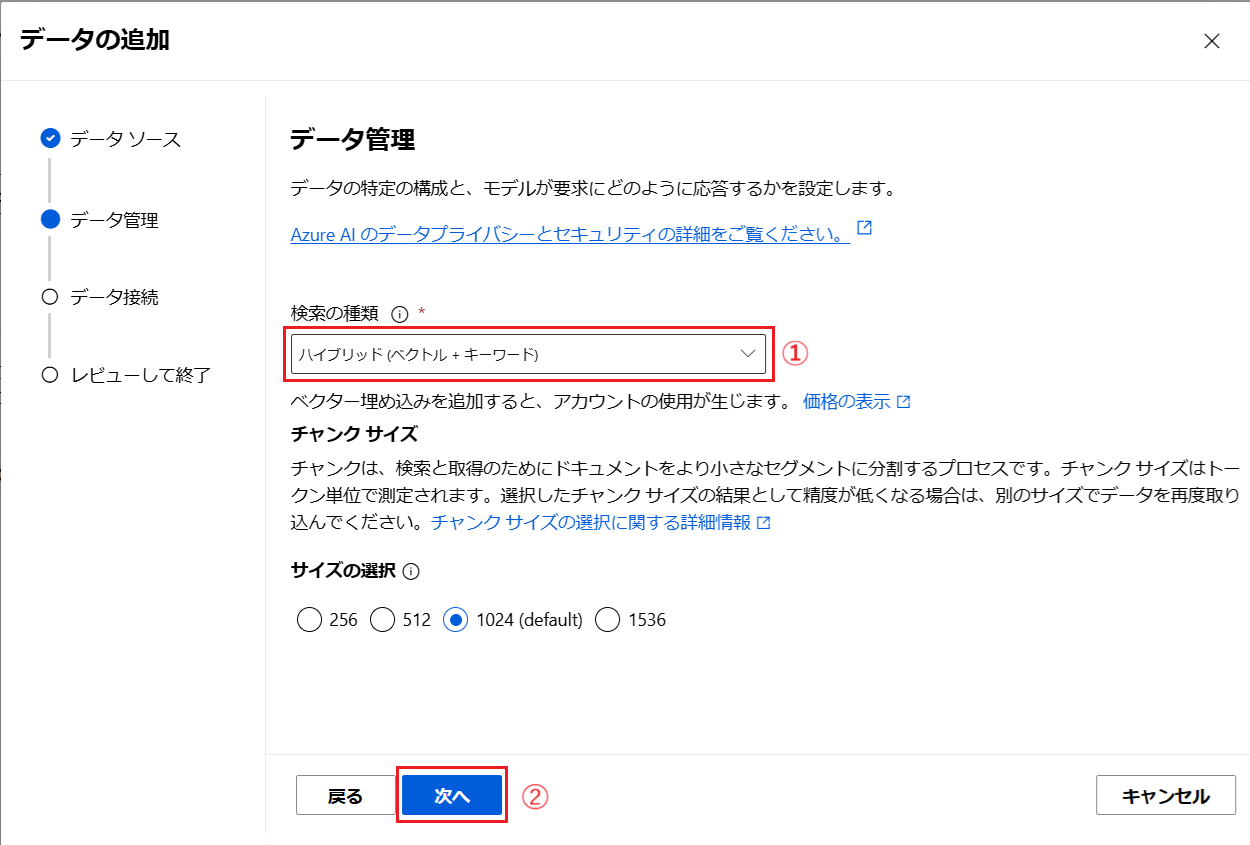 データの追加
データ ソース
データ管理
データ接続
レビューして終了
データ管理
データの特定の構成と、モデルが要求にどのように応答するかを設定します。
Azure AI のデータプライバシーとセキュリティの詳細をご覧ください。
検索の種類 *
ハイブリッド (ベクトル + キーワード)
①
ベクター埋め込みを追加すると、アカウントの使用が生じます。 価格の表示
チャンク サイズ
チャンクは、検索と取得のためにドキュメントをより小さなセグメントに分割するプロセスです。チャンク サイズはトー
クン単位で測定されます。選択したチャンク サイズの結果として精度が低くなる場合は、別のサイズでデータを再度取り
込んでください。チャンク サイズの選択に関する詳細情報
サイズの選択
256 512 1024 (default) 1536
戻る 次へ ② キャンセル